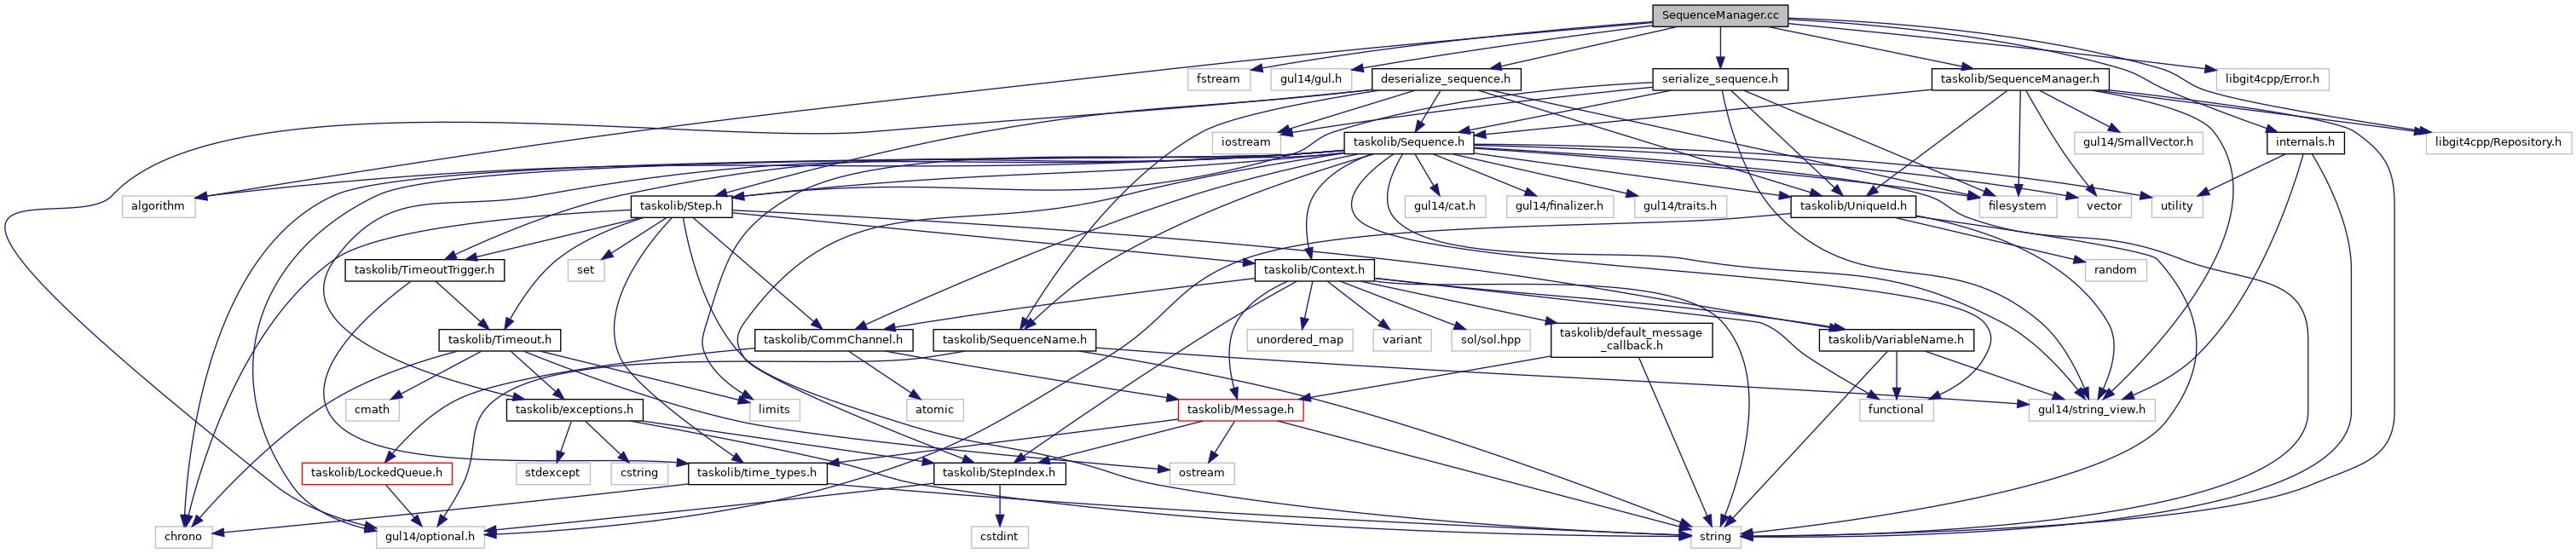 SequenceManager.cc
fstream
gul14/gul.h
deserialize_sequence.h
serialize_sequence.h
taskolib/SequenceManager.h
libgit4cpp/Error.h
iostream
taskolib/Sequence.h
gul14/SmallVector.h
internals.h
libgit4cpp/Repository.h
algorithm
taskolib/Step.h
gul14/cat.h
gul14/finalizer.h
gul14/traits.h
taskolib/UniqueId.h
filesystem
vector
utility
taskolib/TimeoutTrigger.h
set
taskolib/Context.h
random
taskolib/Timeout.h
taskolib/CommChannel.h
taskolib/SequenceName.h
unordered_map
variant
sol/sol.hpp
taskolib/default_message
_callback.h
taskolib/VariableName.h
cmath
taskolib/exceptions.h
limits
atomic
taskolib/Message.h
functional
gul14/string_view.h
taskolib/LockedQueue.h
stdexcept
cstring
taskolib/time_types.h
taskolib/StepIndex.h
ostream
chrono
gul14/optional.h
cstdint
string